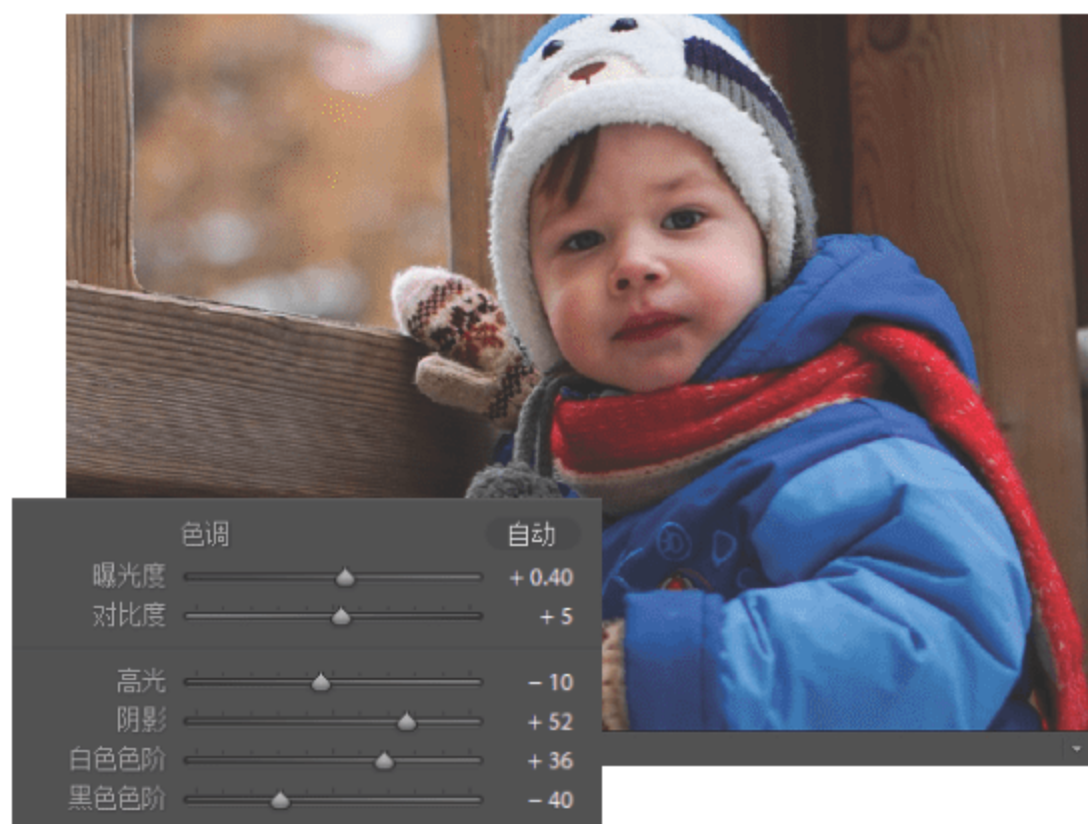 色调 自动
曝光度 + 0.40
对比度 + 5
高光 − 10
阴影 + 52
白色色阶 + 36
黑色色阶 − 40